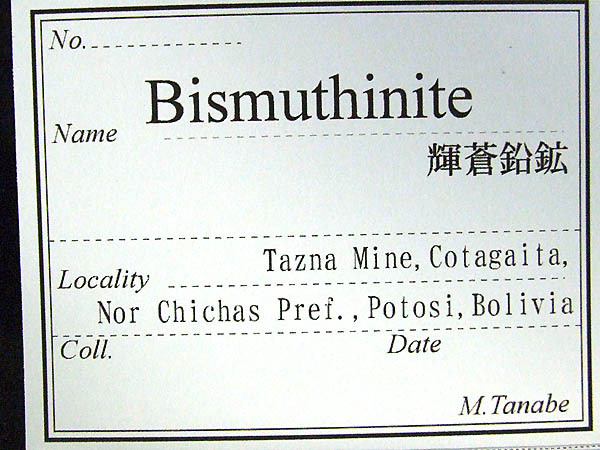 No.
Bismuthinite
Name
輝蒼鉛鉱
Tazna Mine, Cotagaita,
Locality
Nor Chichas Pref., Potosi, Bolivia
Coll. Date
M.Tanabe